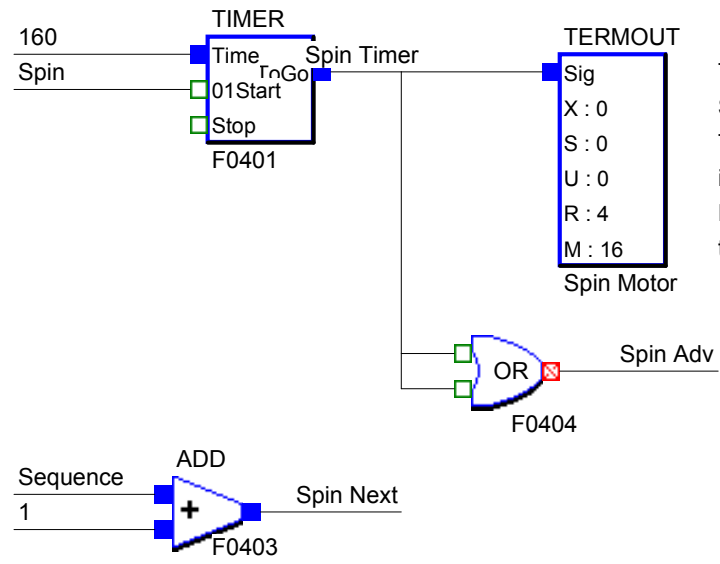 TIMER
160
Time
Spin Timer
ToGo
Spin
01Start
Stop
F0401
TERMOUT
Sig
X : 0
S : 0
U : 0
R : 4
M : 16
Spin Motor
OR
Spin Adv
F0404
ADD
Sequence
+
Spin Next
1
F0403